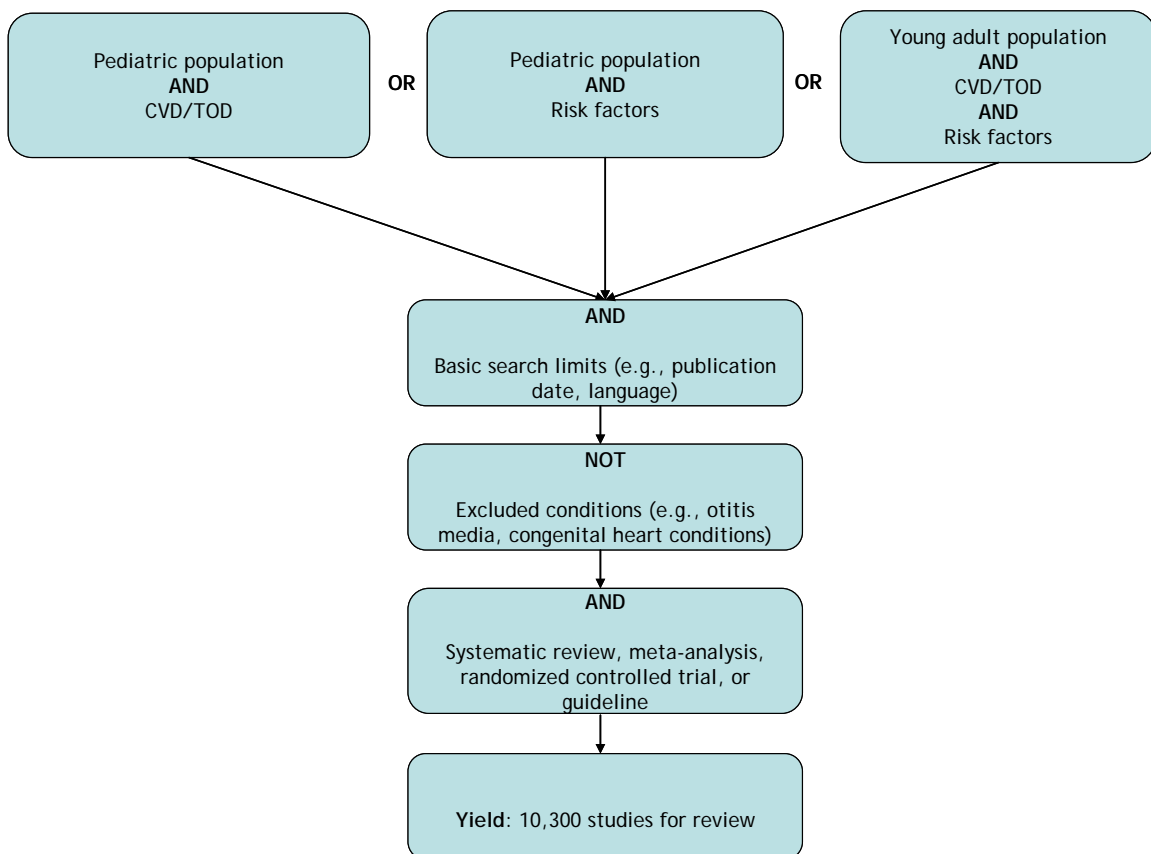 Pediatric population
AND
CVD/TOD
OR
Pediatric population
AND
Risk factors
OR
Young adult population
AND
CVD/TOD
AND
Risk factors
AND
Basic search limits (e.g., publication
date, language)
NOT
Excluded conditions (e.g., otitis
media, congenital heart conditions)
AND
Systematic review, meta-analysis,
randomized controlled trial, or
guideline
Yield: 10,300 studies for review